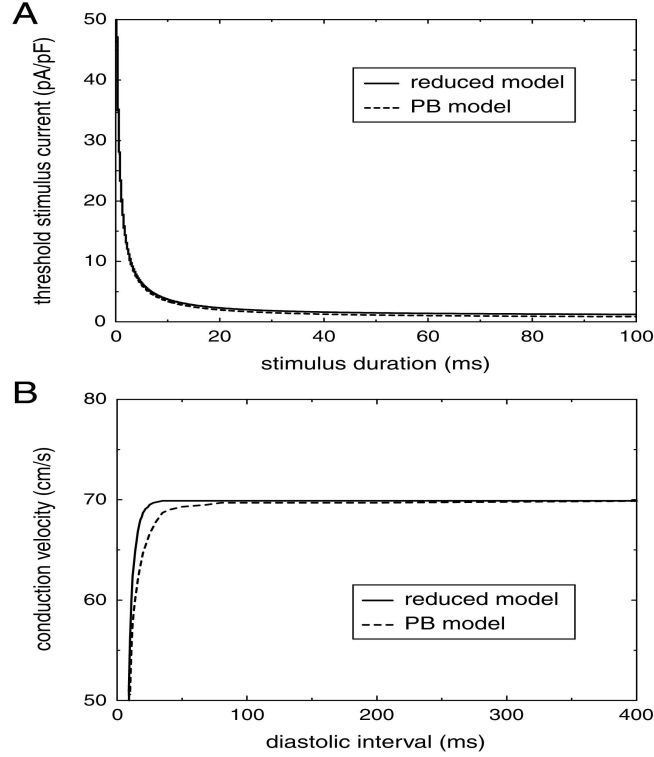 A
threshold stimulus current (pA/pF)
50
40
30
20
10
0
reduced model
PB model
0 20 40 60 80 100
stimulus duration (ms)
B
conduction velocity (cm/s)
80
70
60
50
reduced model
PB model
0 100 200 300 400
diastolic interval (ms)